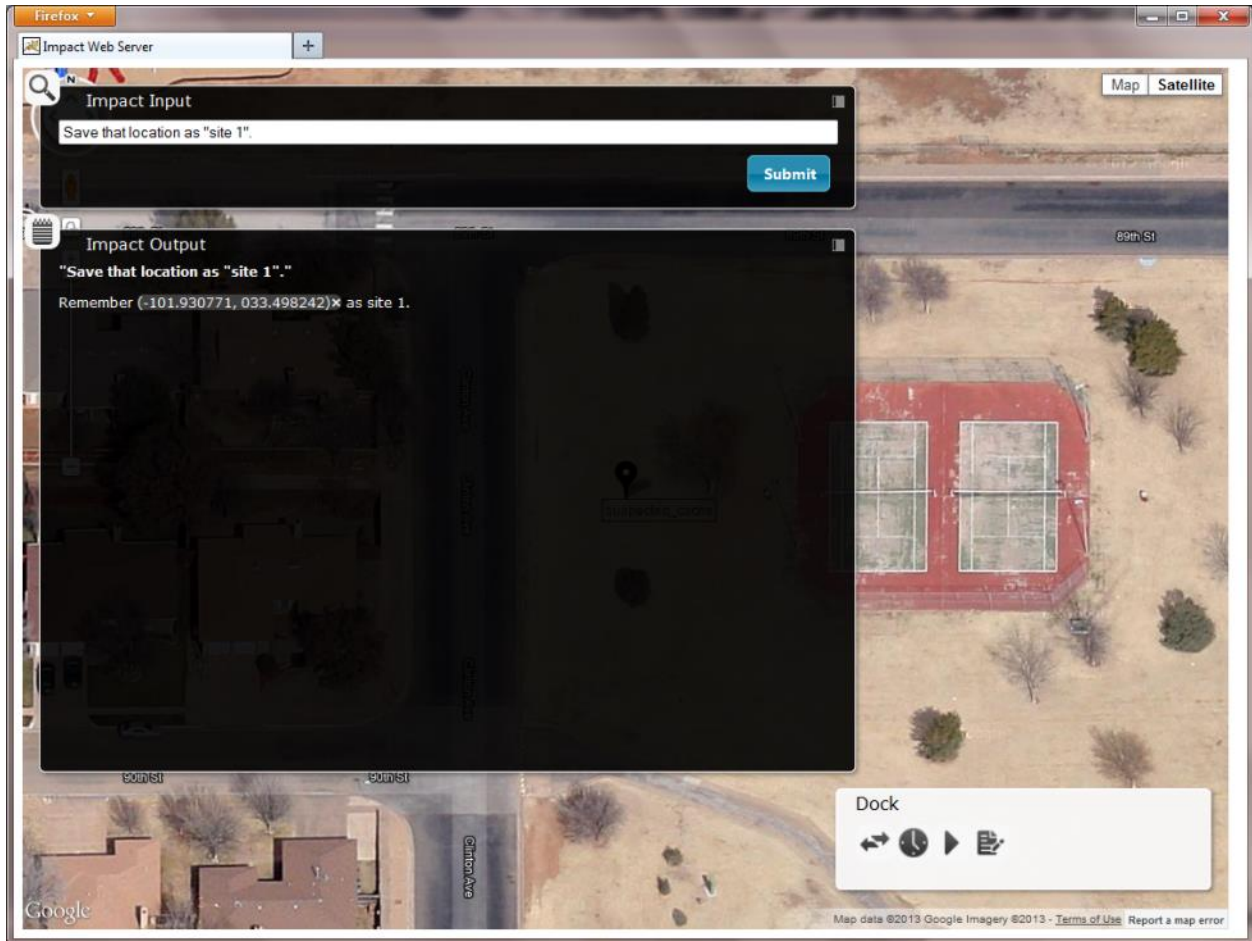 Firefox
Impact Web Server
+
N
Map
Satellite
Impact Input
Save that location as "site 1".
Submit
89th St
Impact Output
"Save that location as "site 1"."
Remember (-101.930771, 033.498242)× as site 1.
90th St
90th St
Clinton Ave
Dock
Google
Map data ©2013 Google Imagery ©2013 - Terms of Use Report a map error